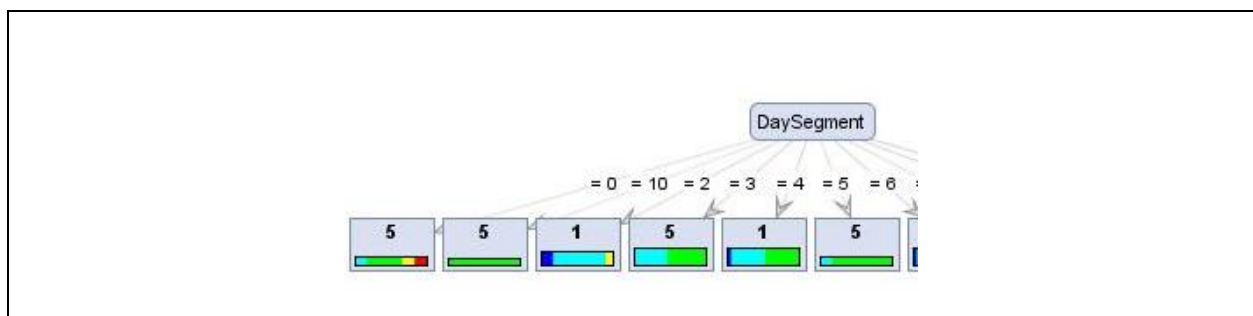 DaySegment
= 0 = 10 = 2 = 3 = 4 = 5 = 6 =
5 5 1 5 1 5